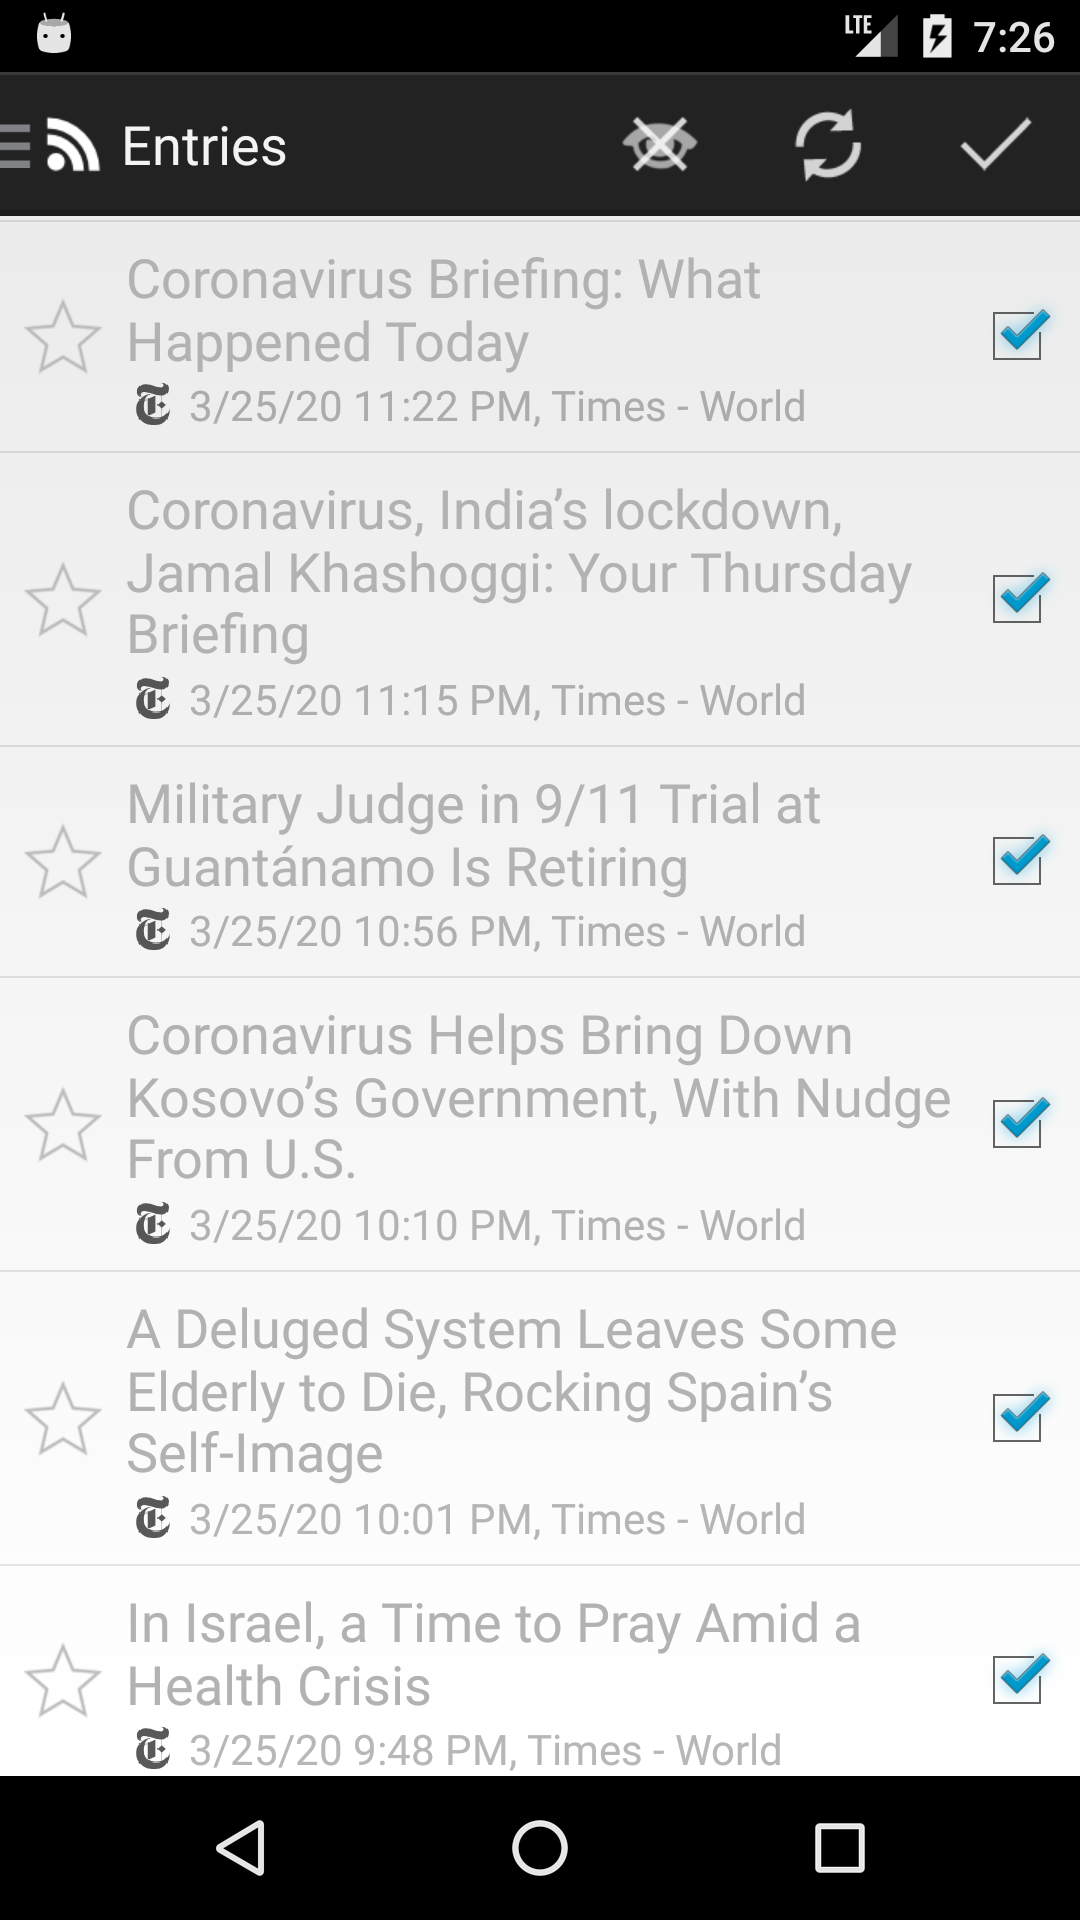 LTE 7:26
Entries
Coronavirus Briefing: What
Happened Today
3/25/20 11:22 PM, Times - World
Coronavirus, India’s lockdown,
Jamal Khashoggi: Your Thursday
Briefing
3/25/20 11:15 PM, Times - World
Military Judge in 9/11 Trial at
Guantánamo Is Retiring
3/25/20 10:56 PM, Times - World
Coronavirus Helps Bring Down
Kosovo’s Government, With Nudge
From U.S.
3/25/20 10:10 PM, Times - World
A Deluged System Leaves Some
Elderly to Die, Rocking Spain’s
Self-Image
3/25/20 10:01 PM, Times - World
In Israel, a Time to Pray Amid a
Health Crisis
3/25/20 9:48 PM, Times - World